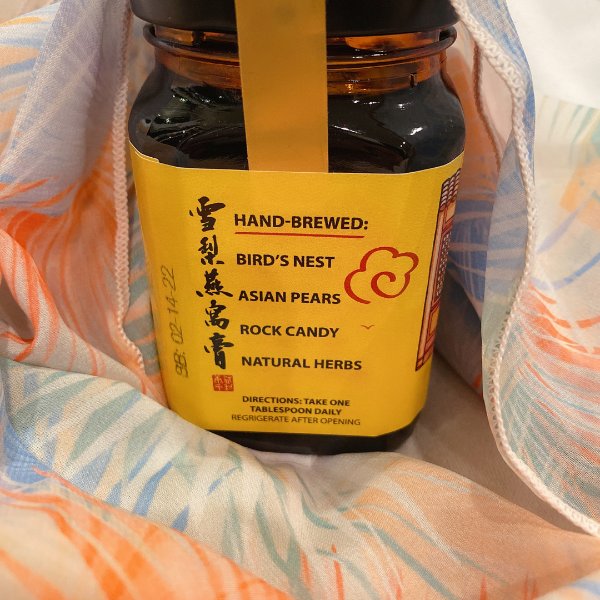 雪梨燕窩膏
HAND-BREWED:
BIRD'S NEST
ASIAN PEARS
ROCK CANDY
NATURAL HERBS
DIRECTIONS: TAKE ONE
TABLESPOON DAILY
REGRIGERATE AFTER OPENING
BB: 02-14-22